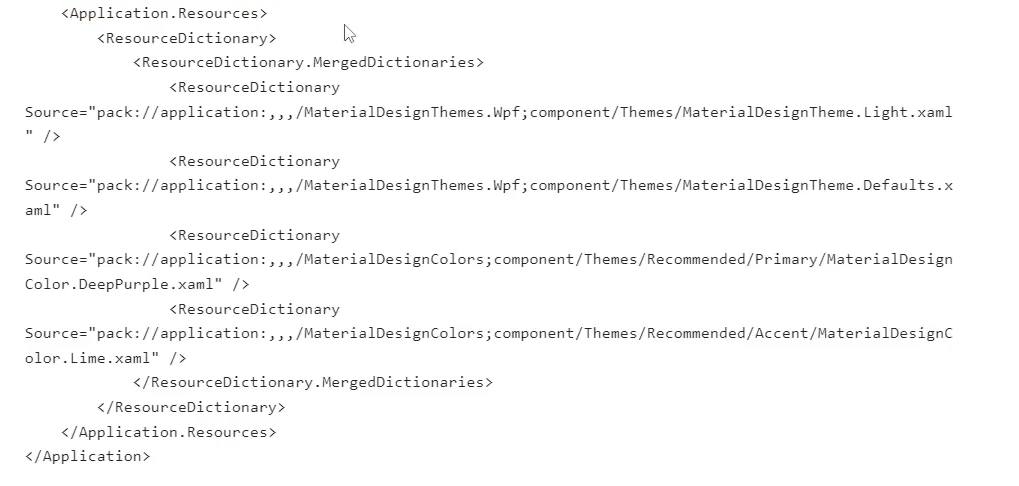 <Application.Resources>
        <ResourceDictionary>
            <ResourceDictionary.MergedDictionaries>
                <ResourceDictionary
Source="pack://application:,,,/MaterialDesignThemes.Wpf;component/Themes/MaterialDesignTheme.Light.xaml
" />
                <ResourceDictionary
Source="pack://application:,,,/MaterialDesignThemes.Wpf;component/Themes/MaterialDesignTheme.Defaults.x
aml" />
                <ResourceDictionary
Source="pack://application:,,,/MaterialDesignColors;component/Themes/Recommended/Primary/MaterialDesign
Color.DeepPurple.xaml" />
                <ResourceDictionary
Source="pack://application:,,,/MaterialDesignColors;component/Themes/Recommended/Accent/MaterialDesignC
olor.Lime.xaml" />
            </ResourceDictionary.MergedDictionaries>
        </ResourceDictionary>
    </Application.Resources>
</Application>